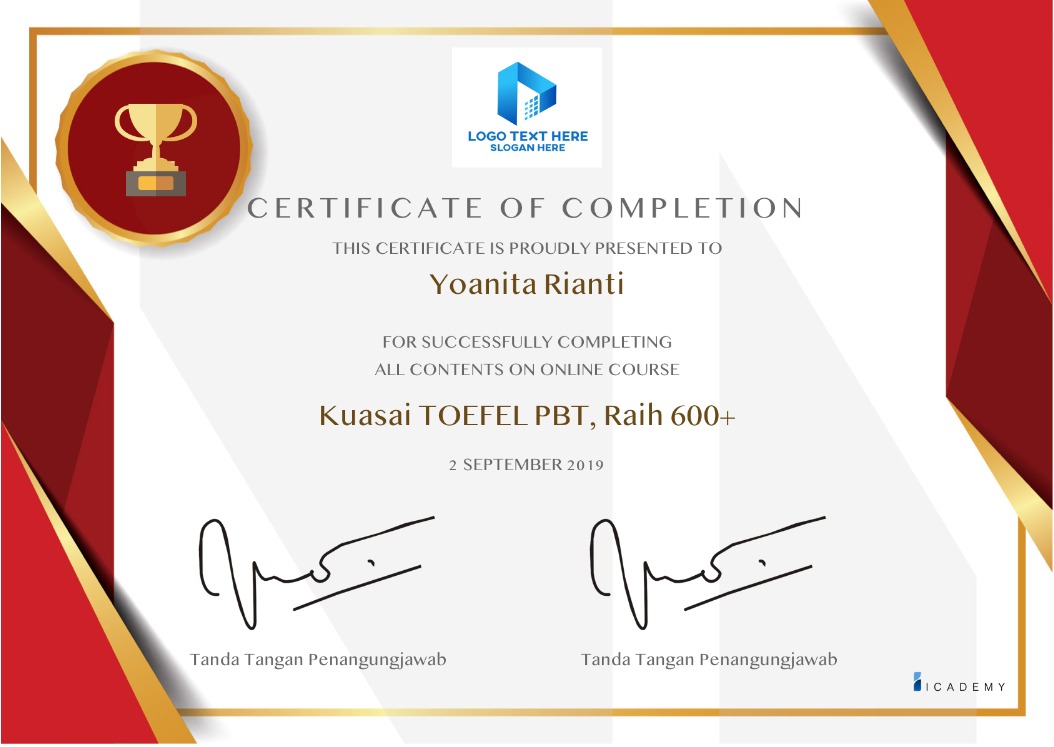 LOGO TEXT HERE
SLOGAN HERE
CERTIFICATE OF COMPLETION
THIS CERTIFICATE IS PROUDLY PRESENTED TO
Yoanita Rianti
FOR SUCCESSFULLY COMPLETING
ALL CONTENTS ON ONLINE COURSE
Kuasai TOEFEL PBT, Raih 600+
2 SEPTEMBER 2019
Tanda Tangan Penangungjawab
Tanda Tangan Penangungjawab
ICADEMY